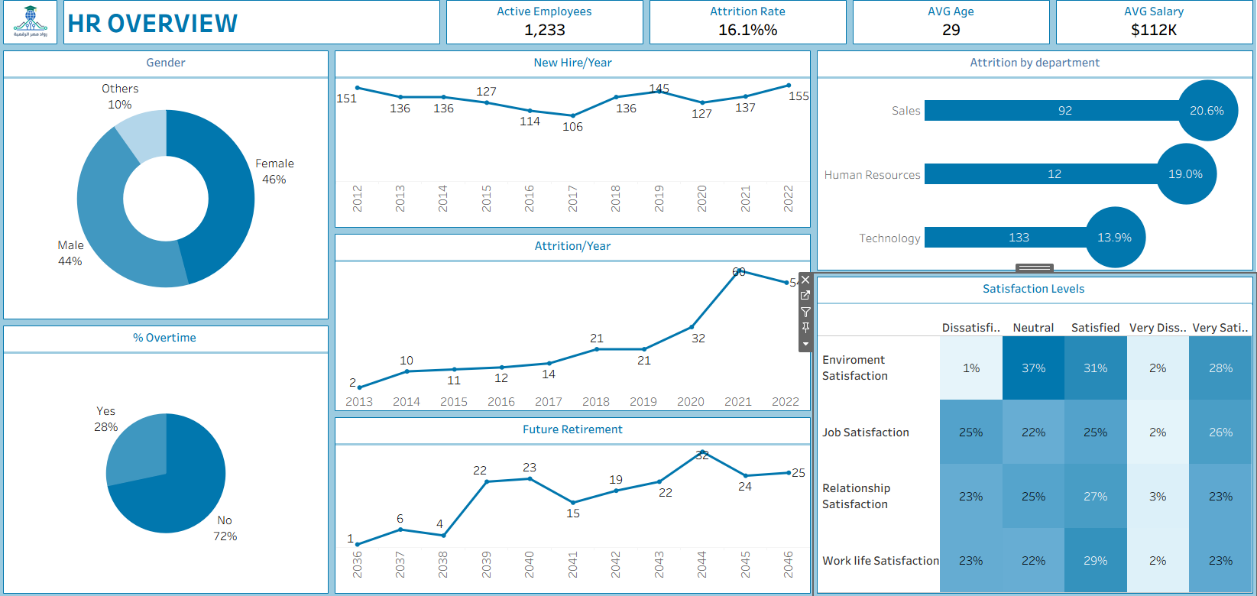 HR OVERVIEW
Active Employees
1,233
Attrition Rate
16.1%%
AVG Age
29
AVG Salary
$112K
Gender
Others
10%
Female
46%
Male
44%
% Overtime
Yes
28%
No
72%
New Hire/Year
151
136
136
127
114
106
136
145
127
137
155
2012 2013 2014 2015 2016 2017 2018 2019 2020 2021 2022
Attrition/Year
2
10
11
12
14
21
21
32
60
2013 2014 2015 2016 2017 2018 2019 2020 2021 2022
Future Retirement
1
6
4
22
23
15
19
22
32
24
25
2036 2037 2038 2039 2040 2041 2042 2043 2044 2045 2046
Attrition by department
Sales 92 20.6%
Human Resources 12 19.0%
Technology 133 13.9%
Satisfaction Levels
Dissatisfi.. Neutral Satisfied Very Diss.. Very Sati..
Enviroment
Satisfaction
1% 37% 31% 2% 28%
Job Satisfaction 25% 22% 25% 2% 26%
Relationship
Satisfaction
23% 25% 27% 3% 23%
Work life Satisfaction 23% 22% 29% 2% 23%